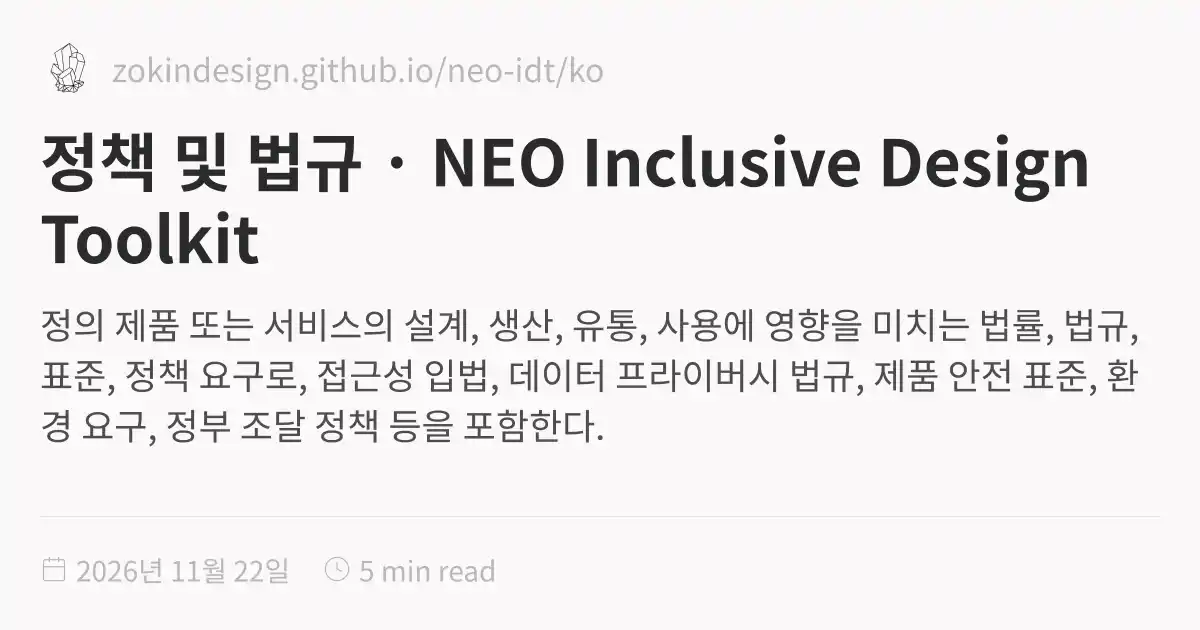 zokindesign.github.io/neo-idt/ko
정책 및 법규 · NEO Inclusive Design
Toolkit
정의 제품 또는 서비스의 설계, 생산, 유통, 사용에 영향을 미치는 법률, 법규,
표준, 정책 요구로, 접근성 입법, 데이터 프라이버시 법규, 제품 안전 표준, 환
경 요구, 정부 조달 정책 등을 포함한다.
2026년 11월 22일 5 min read